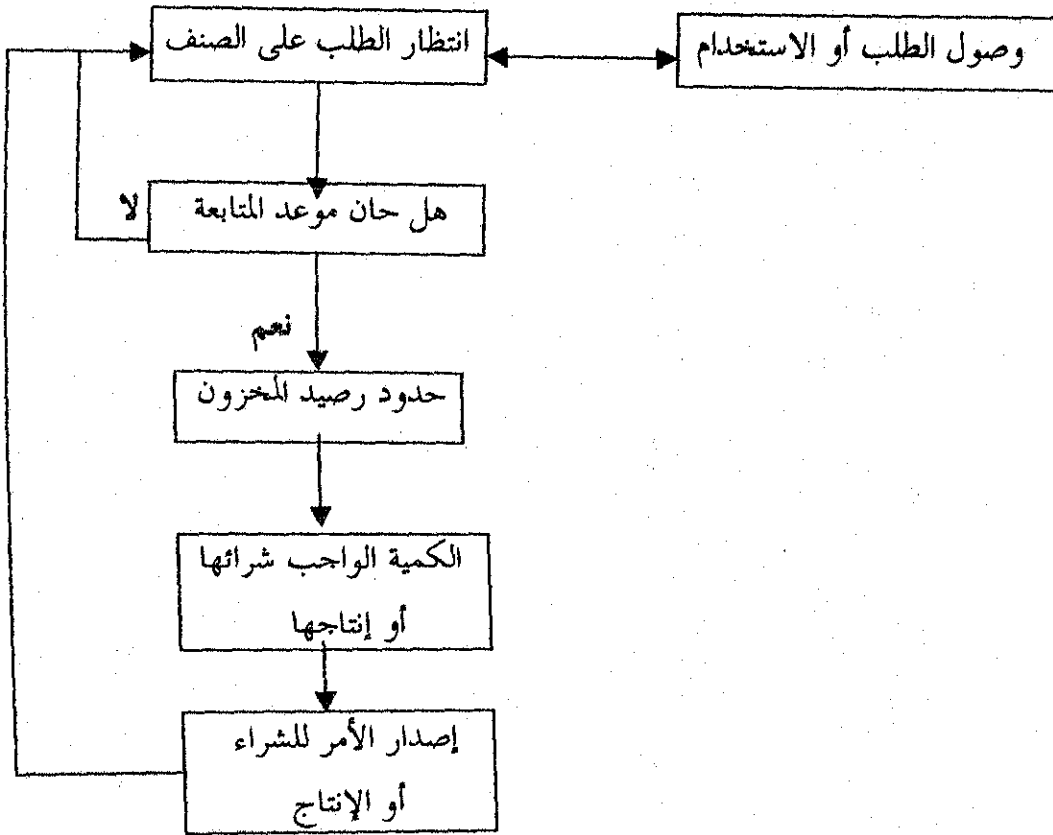 وصول الطلب أو الاستخدام
انتظار الطلب على الصنف
هل حان موعد المتابعة
لا
نعم
حدود رصيد المخزون
الكمية الواجب شرائها
أو إنتاجها
إصدار الأمر للشراء
أو الإنتاج